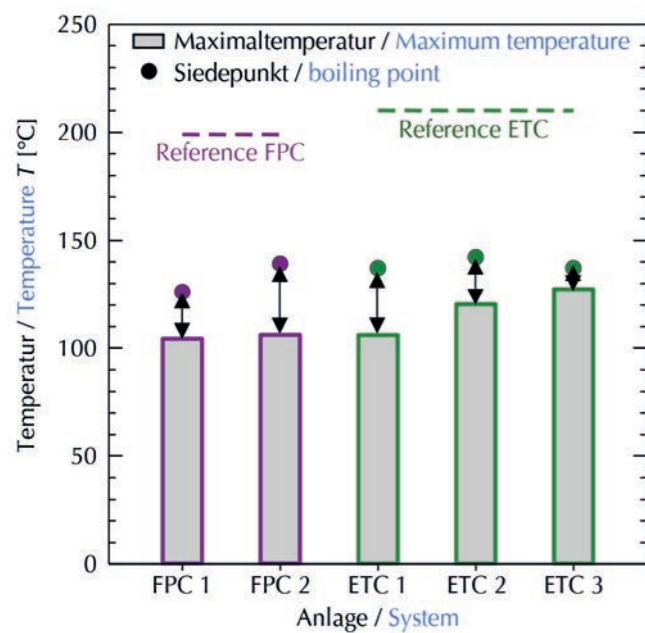 250
Maximaltemperatur / Maximum temperature
Siedepunkt / boiling point
200
Reference FPC
Reference ETC
150
100
50
0
Temperatur / Temperature T [°C]
FPC 1 FPC 2 ETC 1 ETC 2 ETC 3
Anlage / System